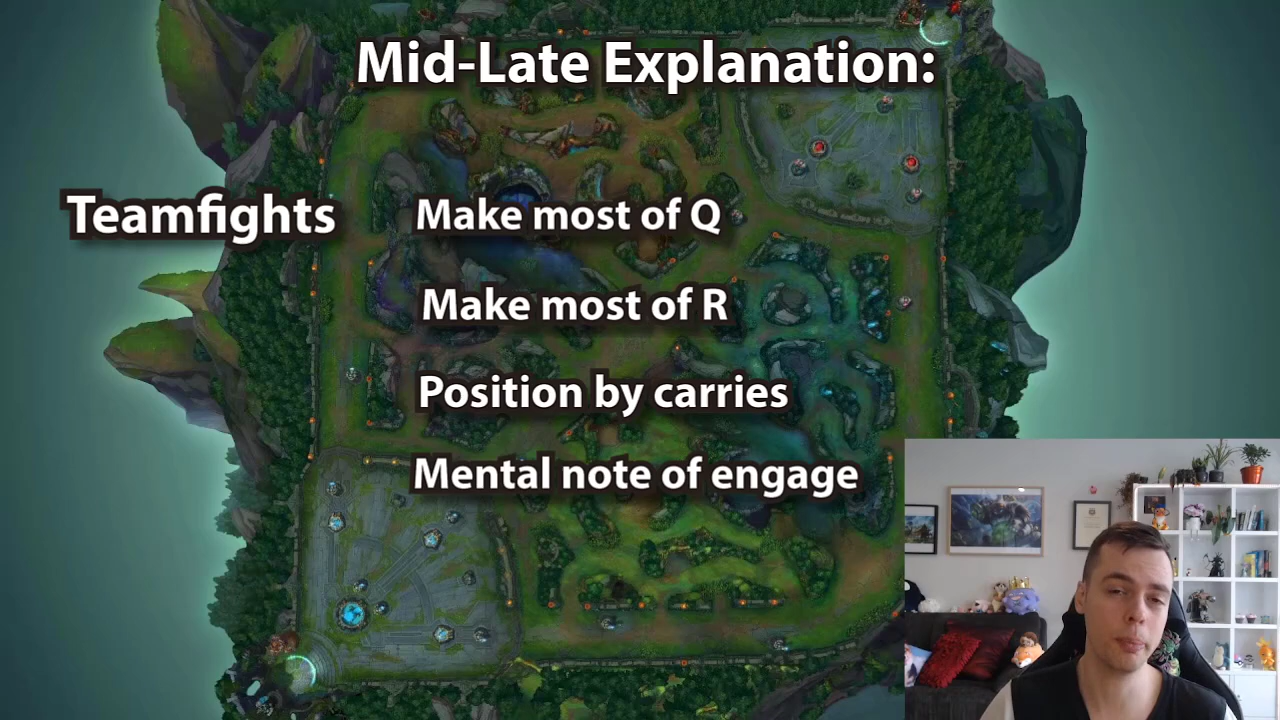 Mid-Late Explanation:
Teamfights
Make most of Q
Make most of R
Position by carries
Mental note of engage